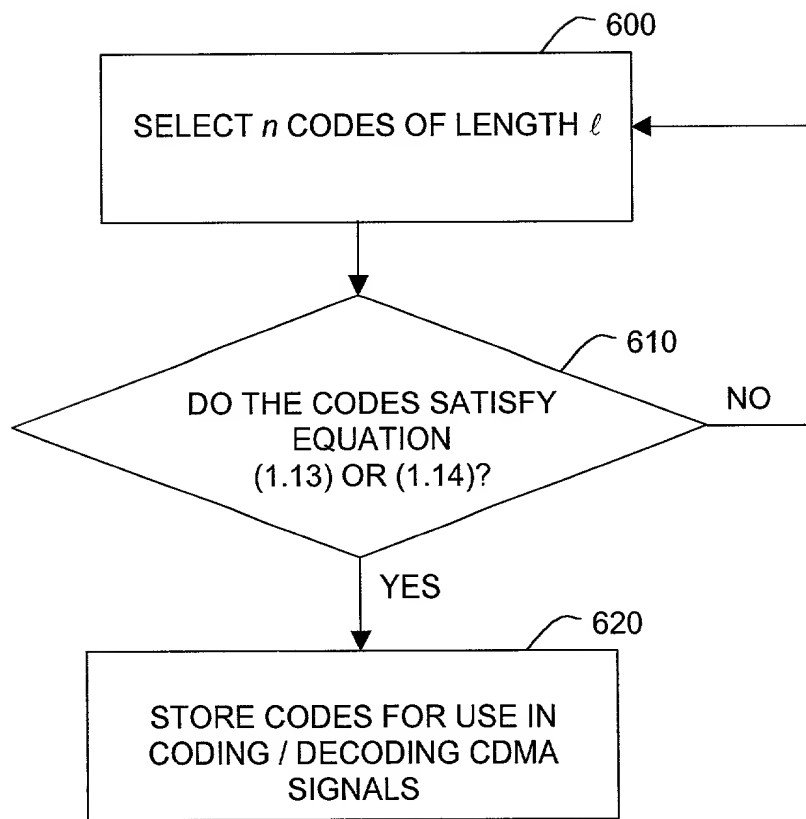 600
SELECT n CODES OF LENGTH ℓ
610
DO THE CODES SATISFY
EQUATION
(1.13) OR (1.14)?
NO
YES
620
STORE CODES FOR USE IN
CODING / DECODING CDMA
SIGNALS